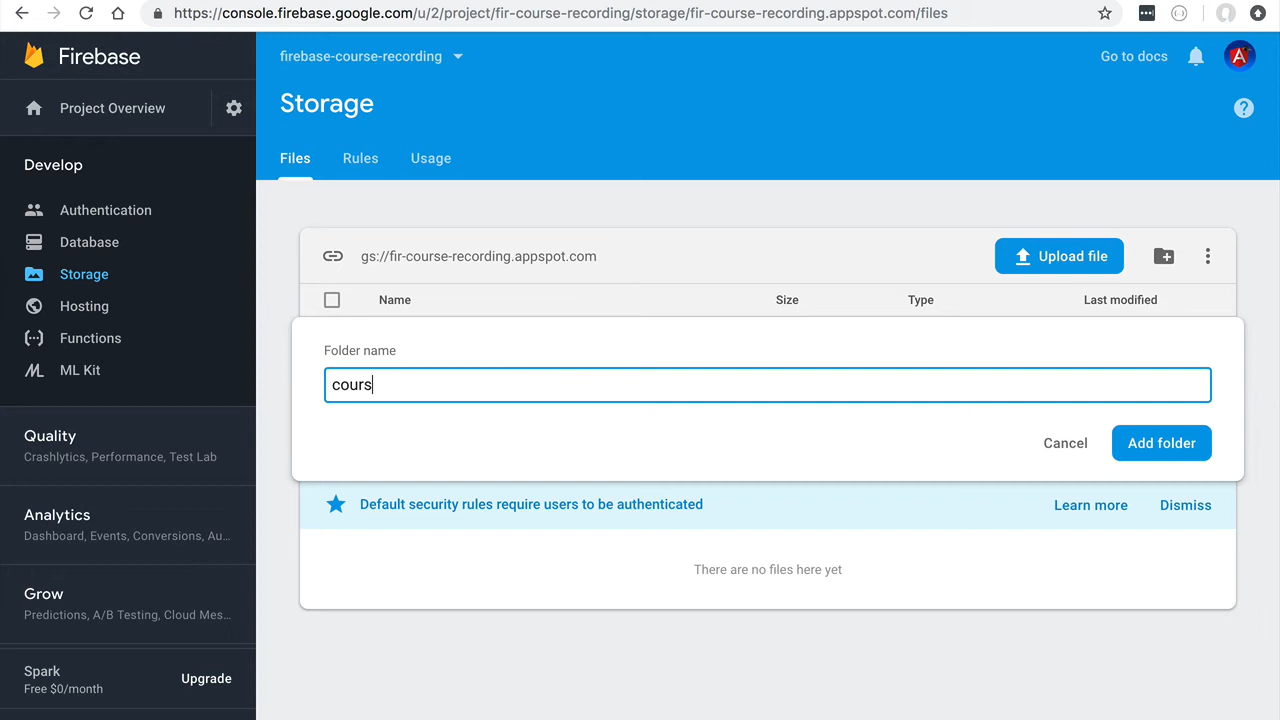 https://console.firebase.google.com/u/2/project/fir-course-recording/storage/fir-course-recording.appspot.com/files
Firebase
firebase-course-recording
Go to docs
Project Overview
Storage
Files Rules Usage
Develop
Authentication
Database
Storage
Hosting
Functions
ML Kit
gs://fir-course-recording.appspot.com
Upload file
Name Size Type Last modified
Folder name
cours
Cancel Add folder
Default security rules require users to be authenticated
Learn more Dismiss
There are no files here yet
Quality
Crashlytics, Performance, Test Lab
Analytics
Dashboard, Events, Conversions, Au...
Grow
Predictions, A/B Testing, Cloud Mes...
Spark
Free $0/month
Upgrade